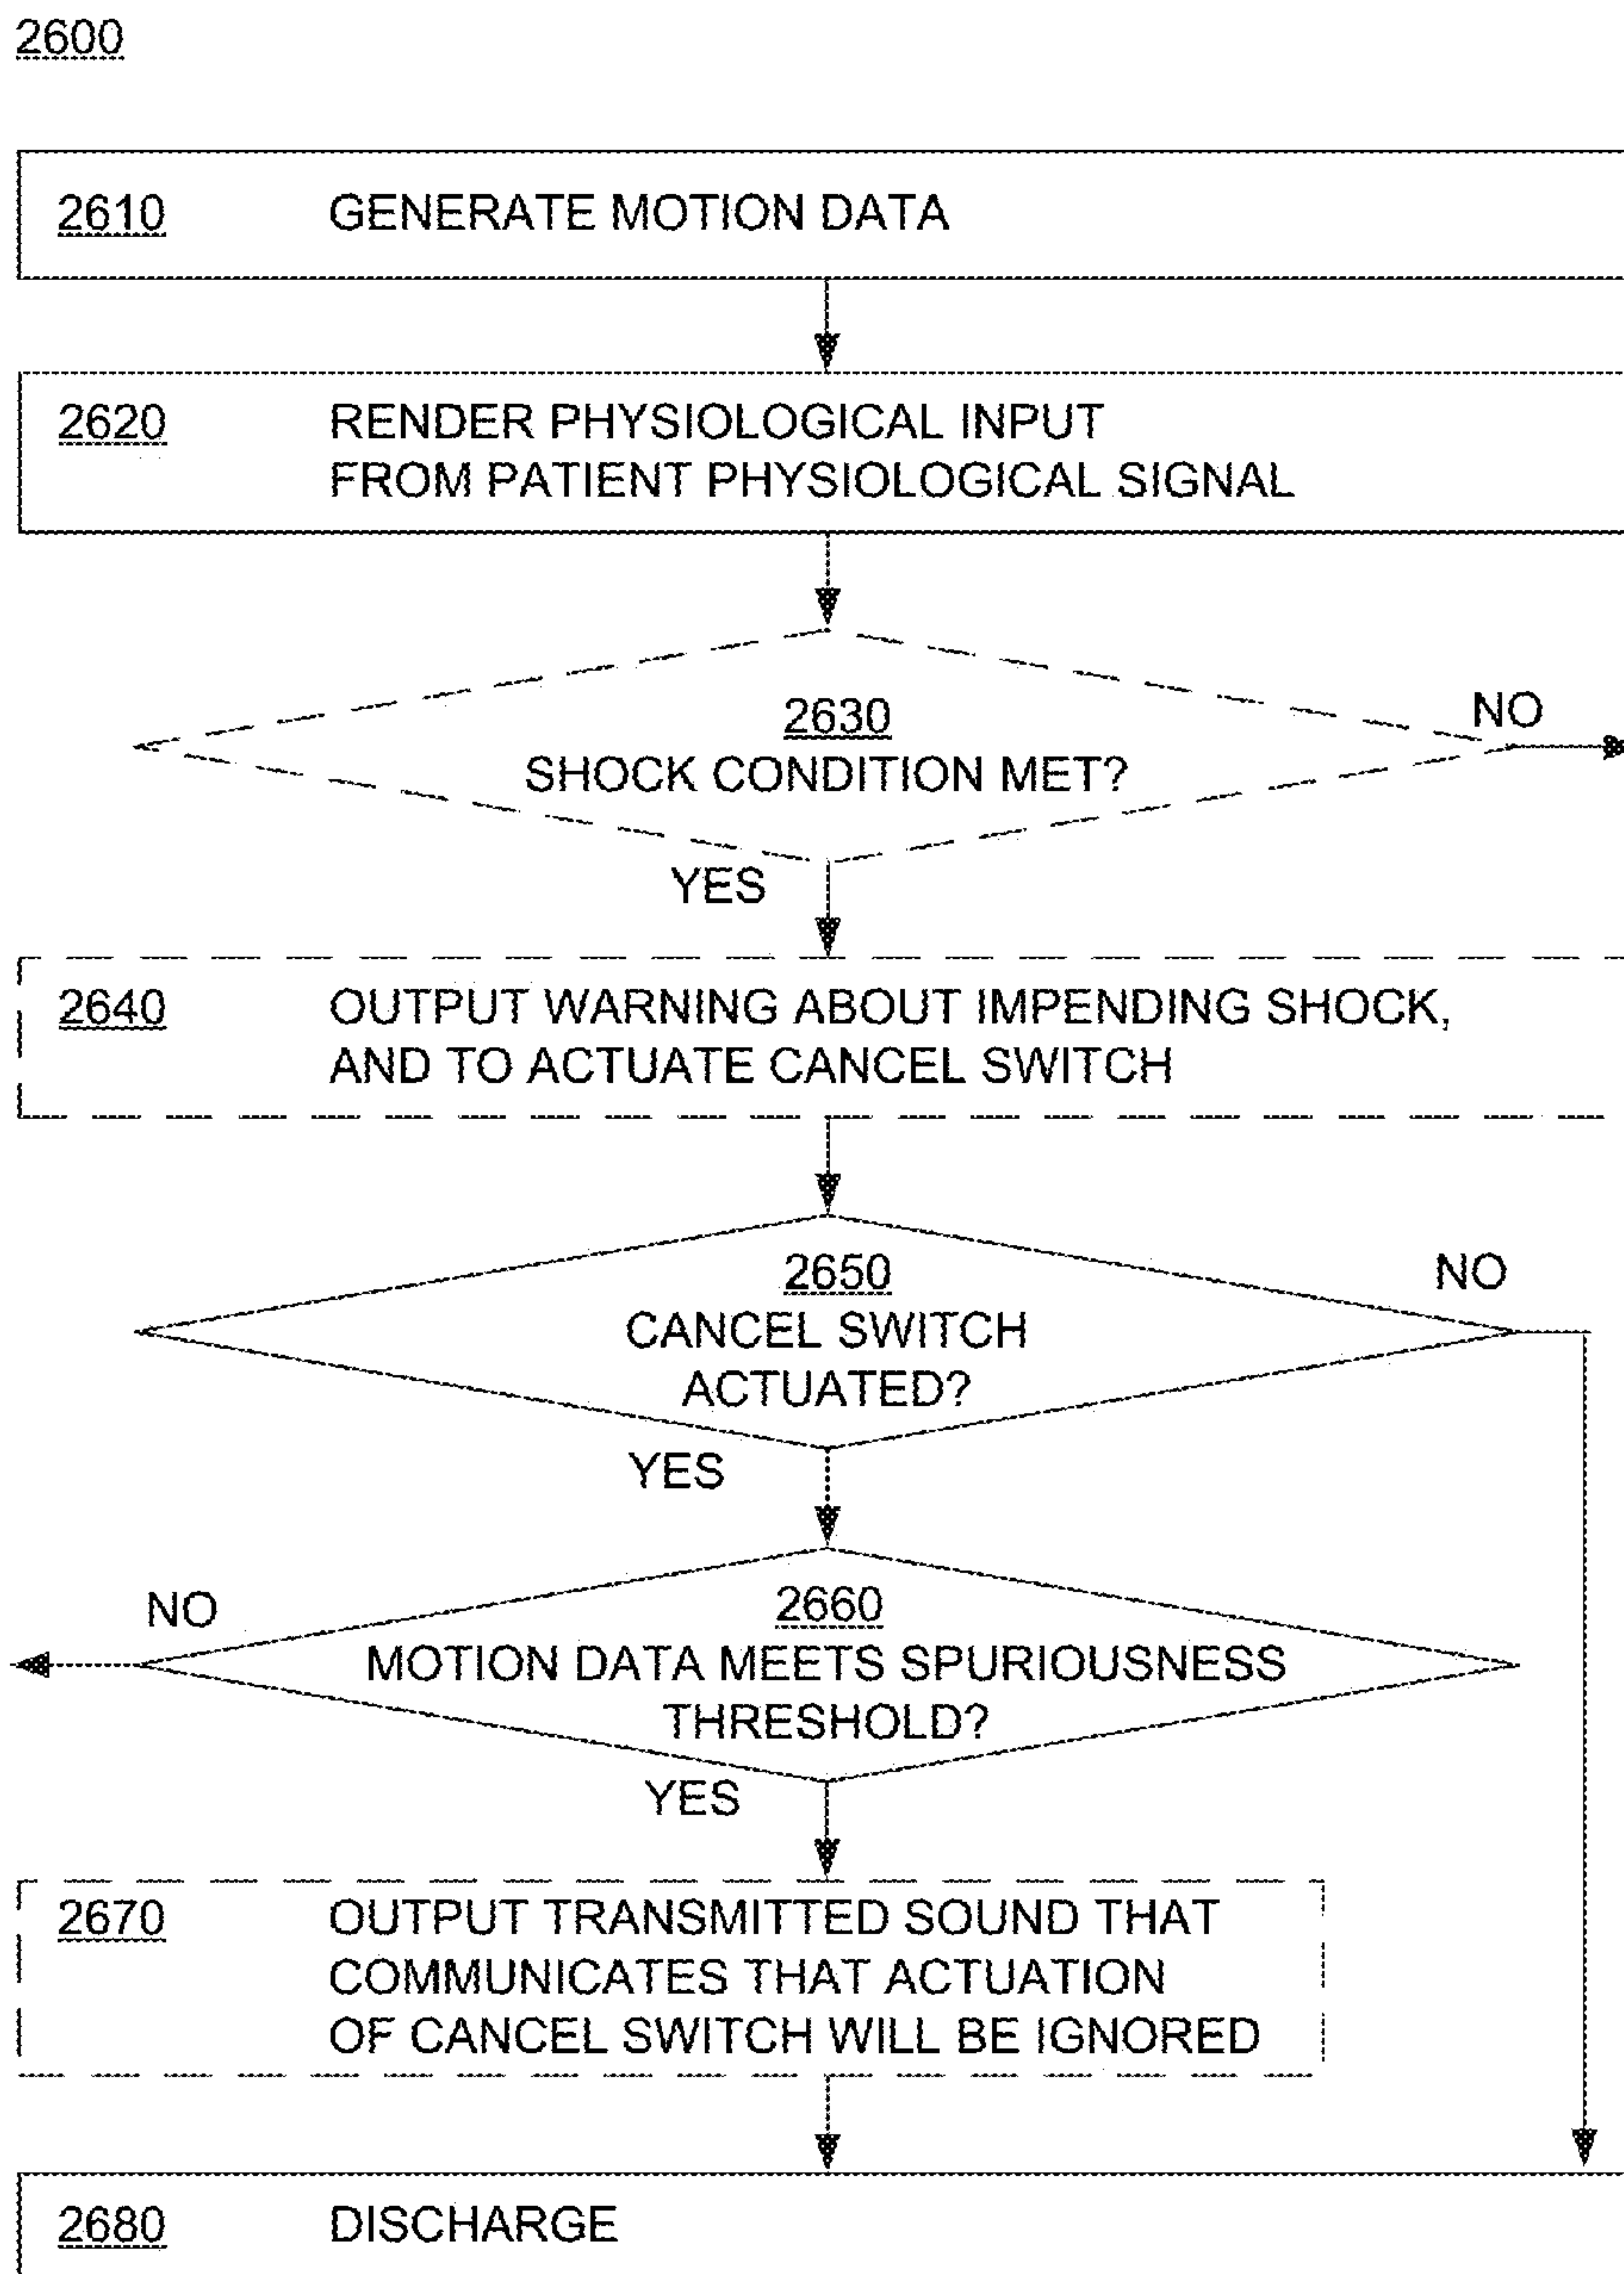 2600
2610 GENERATE MOTION DATA
2620 RENDER PHYSIOLOGICAL INPUT
FROM PATIENT PHYSIOLOGICAL SIGNAL
2630
NO
SHOCK CONDITION MET?
YES
2640 OUTPUT WARNING ABOUT IMPENDING SHOCK,
AND TO ACTUATE CANCEL SWITCH
2650
NO
CANCEL SWITCH
ACTUATED?
YES
NO
2660
MOTION DATA MEETS SPURIOUSNESS
THRESHOLD?
YES
2670 OUTPUT TRANSMITTED SOUND THAT
COMMUNICATES THAT ACTUATION
OF CANCEL SWITCH WILL BE IGNORED
2680 DISCHARGE